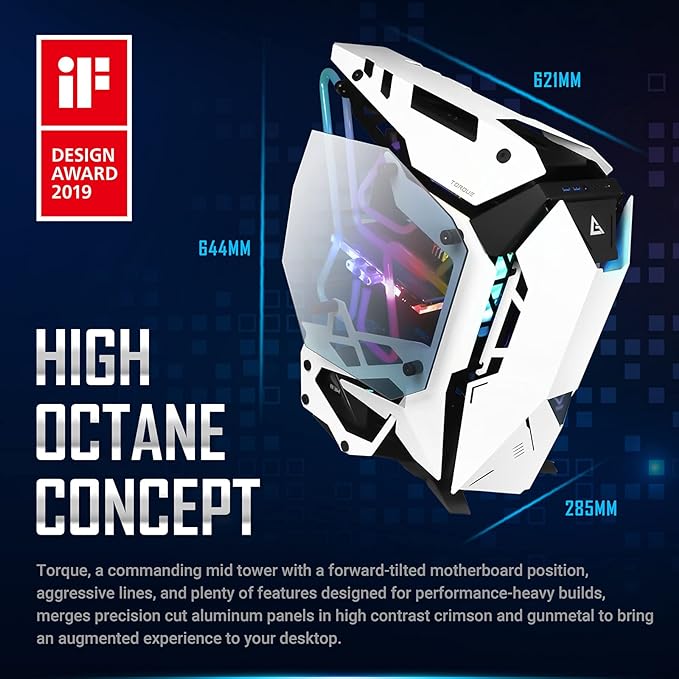 iF
DESIGN
AWARD
2019
621MM
TORQUE
644MM
HIGH
OCTANE
CONCEPT
285MM
Torque, a commanding mid tower with a forward-tilted motherboard position,
aggressive lines, and plenty of features designed for performance-heavy builds,
merges precision cut aluminum panels in high contrast crimson and gunmetal to bring
an augmented experience to your desktop.